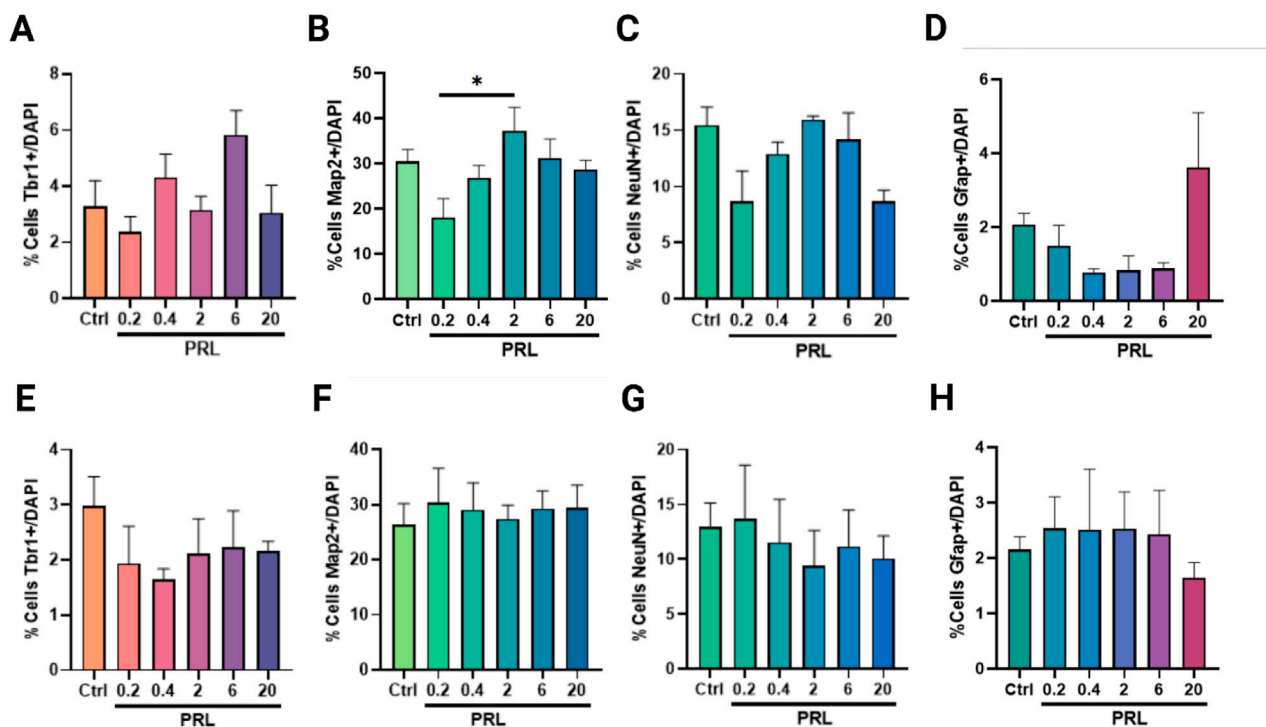 A
% Cells Tbr1+/DAPI
8
6
4
2
0
Ctrl 0.2 0.4 2 6 20
PRL
B
%Cells Map2+/DAPI
50
40
30
20
10
0
*
Ctrl 0.2 0.4 2 6 20
PRL
C
%Cells NeuN+/DAPI
20
15
10
5
0
Ctrl 0.2 0.4 2 6 20
PRL
D
%Cells Gfap+/DAPI
6
4
2
0
Ctrl 0.2 0.4 2 6 20
PRL
E
% Cells Tbr1+/DAPI
4
3
2
1
0
Ctrl 0.2 0.4 2 6 20
PRL
F
%Cells Map2+/DAPI
40
30
20
10
0
Ctrl 0.2 0.4 2 6 20
PRL
G
%Cells NeuN+/DAPI
20
15
10
5
0
Ctrl 0.2 0.4 2 6 20
PRL
H
%Cells Gfap+/DAPI
4
3
2
1
0
Ctrl 0.2 0.4 2 6 20
PRL